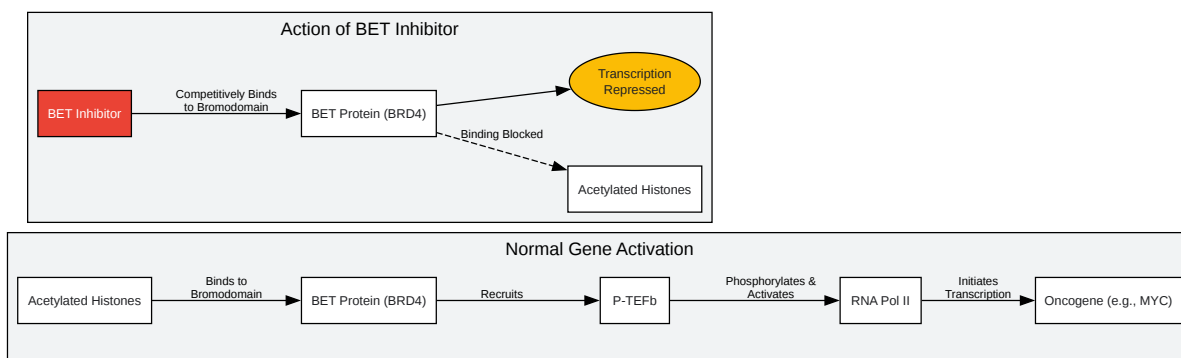 Action of BET Inhibitor
BET Inhibitor
Competitively Binds
to Bromodomain
BET Protein (BRD4)
Transcription
Repressed
Binding Blocked
Acetylated Histones
Normal Gene Activation
Acetylated Histones
Binds to
Bromodomain
BET Protein (BRD4)
Recruits
P-TEFb
Phosphorylates &
Activates
RNA Pol II
Initiates
Transcription
Oncogene (e.g., MYC)